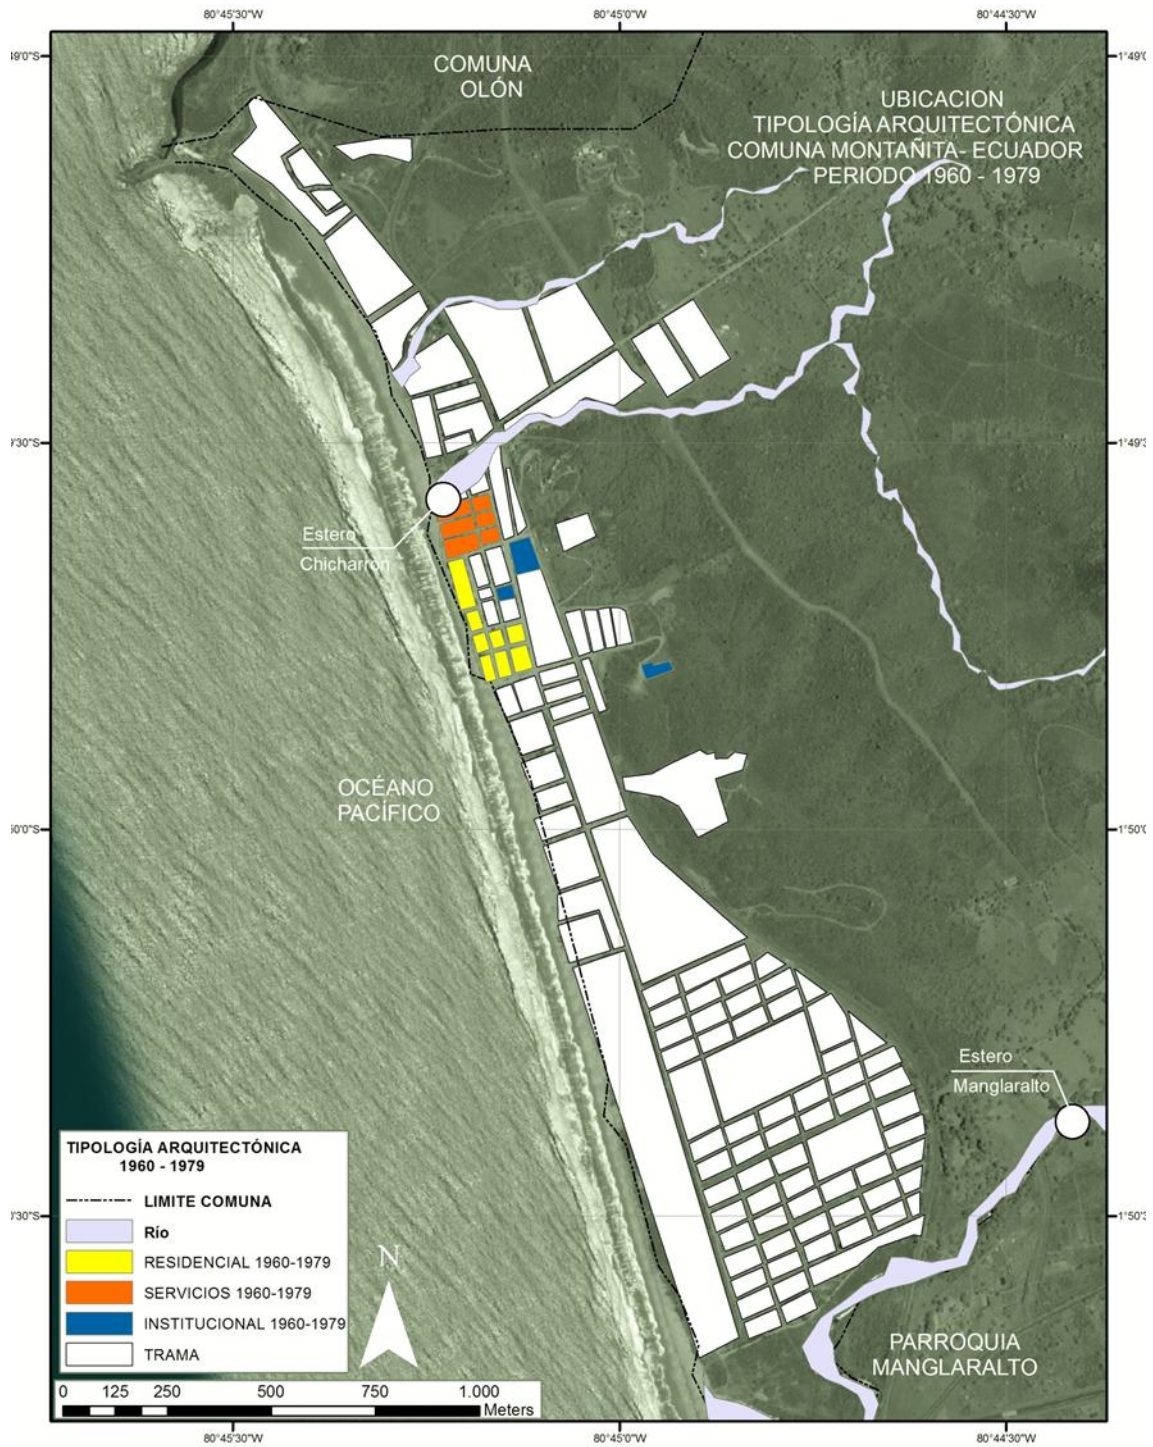 80°45'30"W
80°45'0"W
80°44'30"W
COMUNA
OLÓN
UBICACION
TIPOLOGÍA ARQUITECTÓNICA
COMUNA MONTAÑITA- ECUADOR
PERIODO 1960 - 1979
Estero
Chicharrón
OCÉANO
PACÍFICO
Estero
Manglaralto
TIPOLOGÍA ARQUITECTÓNICA
1960 - 1979
LIMITE COMUNA
Río
RESIDENCIAL 1960-1979
SERVICIOS 1960-1979
INSTITUCIONAL 1960-1979
TRAMA
N
PARROQUIA
MANGLARALTO
0 125 250 500 750 1.000
Meters
80°45'30"W
80°45'0"W
80°44'30"W